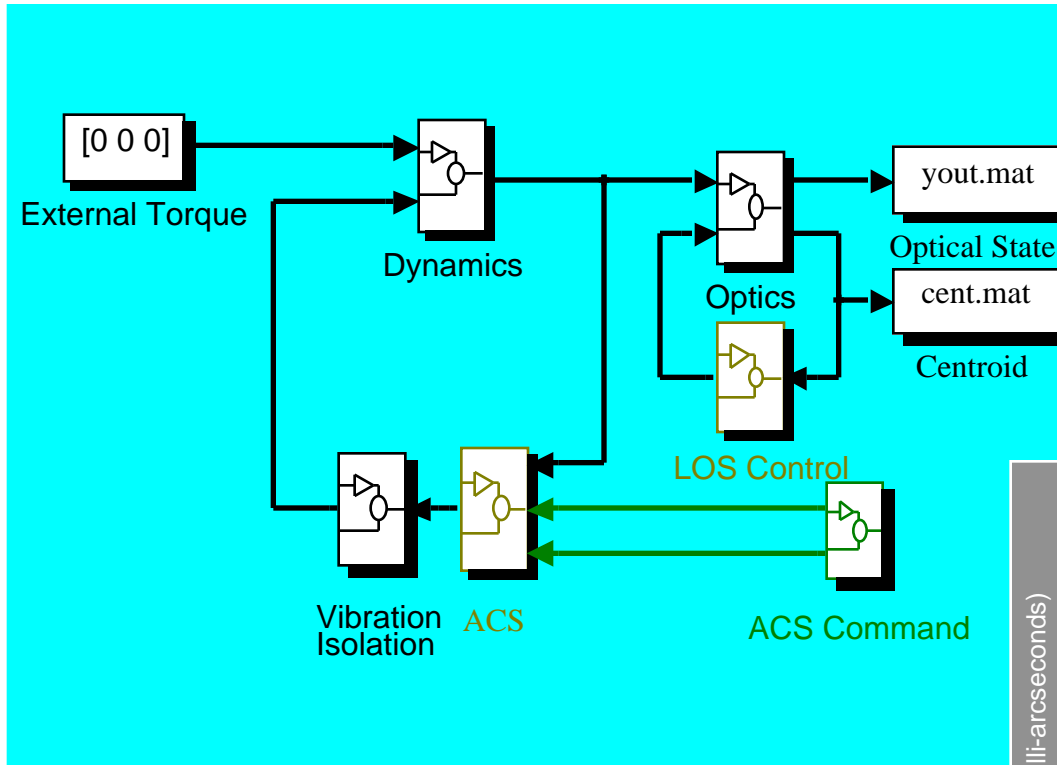 [0 0 0]
External Torque
Dynamics
Optics
yout.mat
Optical State
cent.mat
Centroid
LOS Control
Vibration
Isolation
ACS
ACS Command
lli-arcseconds)